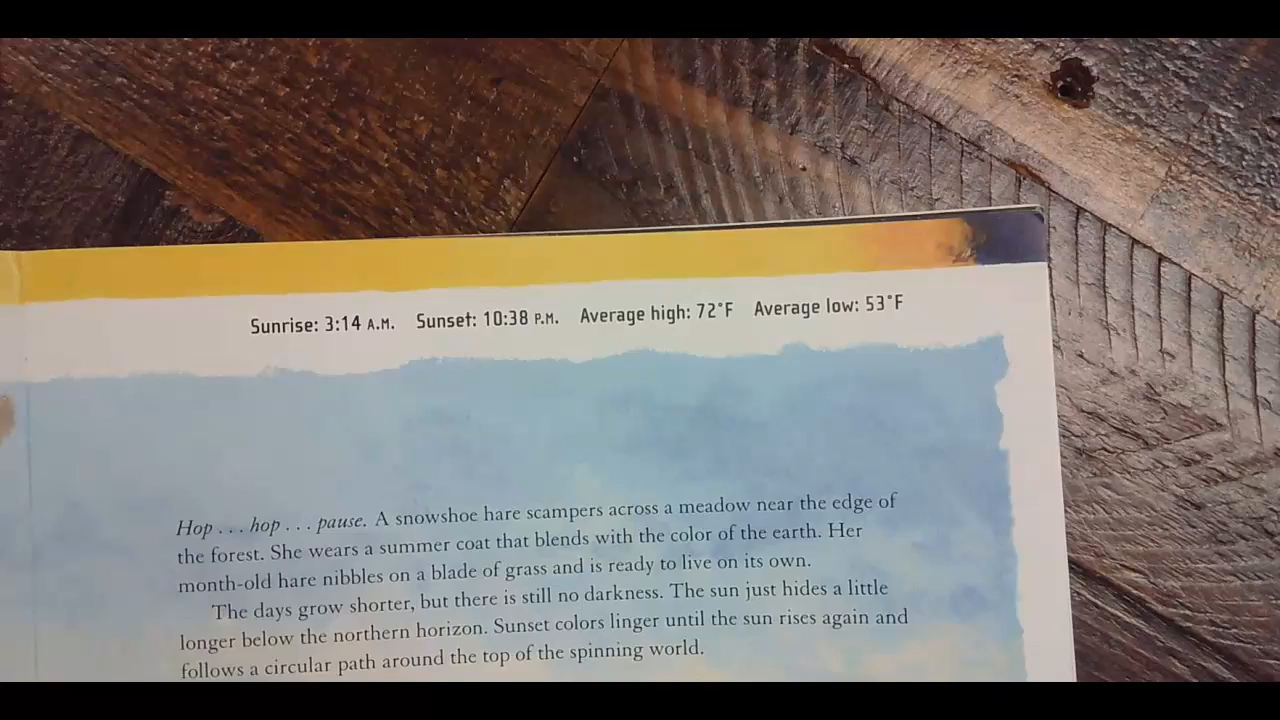 Sunrise: 3:14 A.M. Sunset: 10:38 P.M. Average high: 72°F Average low: 53°F
Hop . . . hop . . . pause. A snowshoe hare scampers across a meadow near the edge of
the forest. She wears a summer coat that blends with the color of the earth. Her
month-old hare nibbles on a blade of grass and is ready to live on its own.
The days grow shorter, but there is still no darkness. The sun just hides a little
longer below the northern horizon. Sunset colors linger until the sun rises again and
follows a circular path around the top of the spinning world.